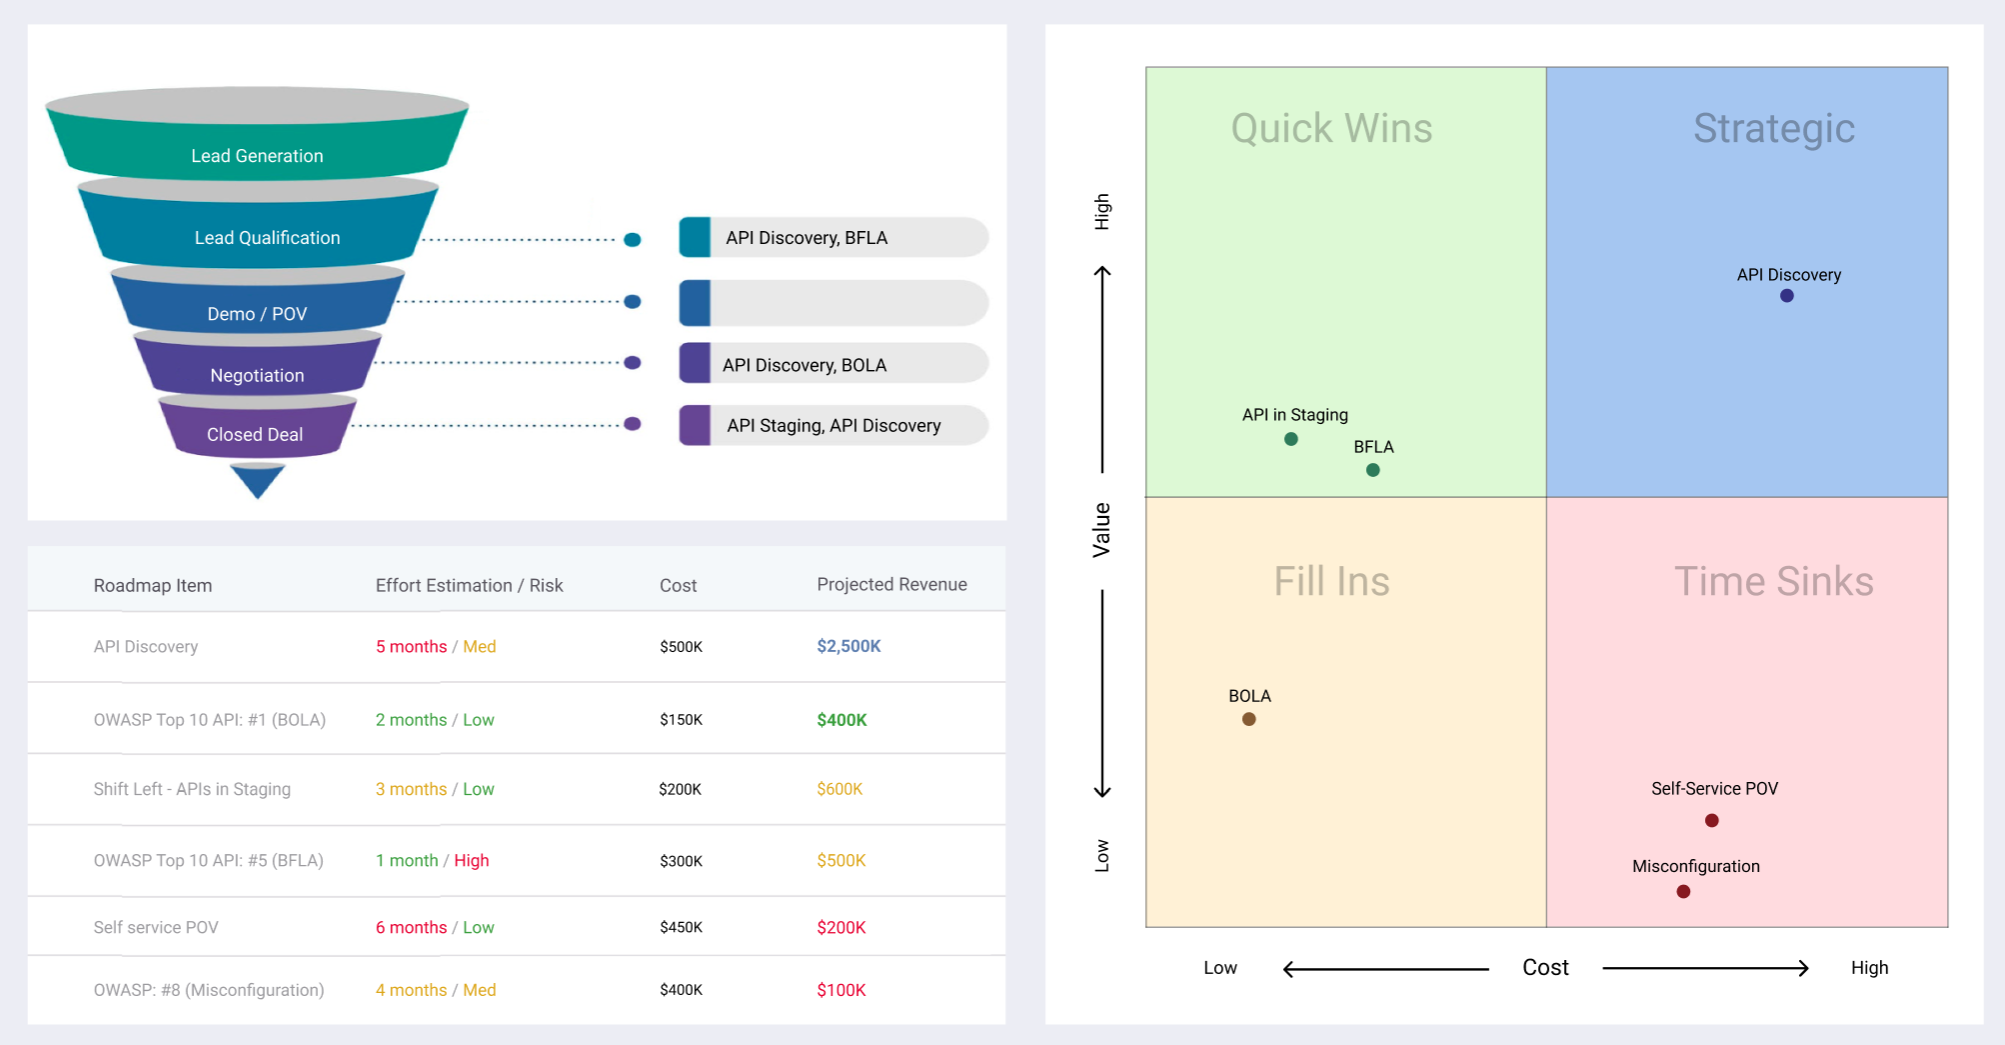 Lead Generation
Lead Qualification
API Discovery, BFLA
Demo / POV
Negotiation
API Discovery, BOLA
Closed Deal
API Staging, API Discovery
Roadmap Item Effort Estimation / Risk Cost Projected Revenue
API Discovery 5 months / Med $500K $2,500K
OWASP Top 10 API: #1 (BOLA) 2 months / Low $150K $400K
Shift Left - APIs in Staging 3 months / Low $200K $600K
OWASP Top 10 API: #5 (BFLA) 1 month / High $300K $500K
Self service POV 6 months / Low $450K $200K
OWASP: #8 (Misconfiguration) 4 months / Med $400K $100K
Quick Wins
Strategic
High
API Discovery
API in Staging
BFLA
Value
Fill Ins
Time Sinks
BOLA
Self-Service POV
Low
Misconfiguration
Low Cost High